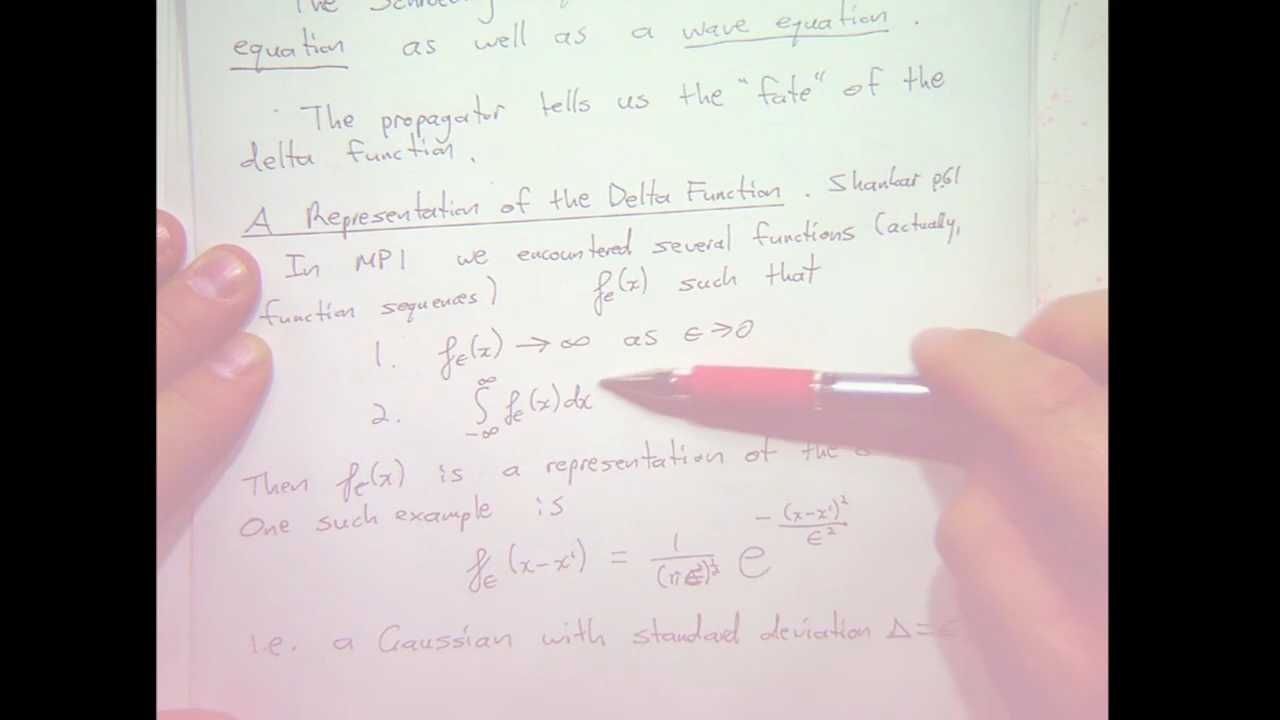 The
equation as well as a wave equation .
The propagator tells us the "fate" of the
delta function .
A Representation of the Delta Function . Shankar p61
In MP1 we encountered several functions (actually,
function sequences) fϵ(x) such that
1. fϵ(x) → ∞ as ϵ→0
2. ∫_{-∞}^{∞} fϵ(x) dx
Then fϵ(x) is a representation of the
One such example is
fϵ(x-x') = 1/(πϵ²)^{1/2} e^{-(x-x')²/ϵ²}
i.e. a Gaussian with standard deviation Δ=